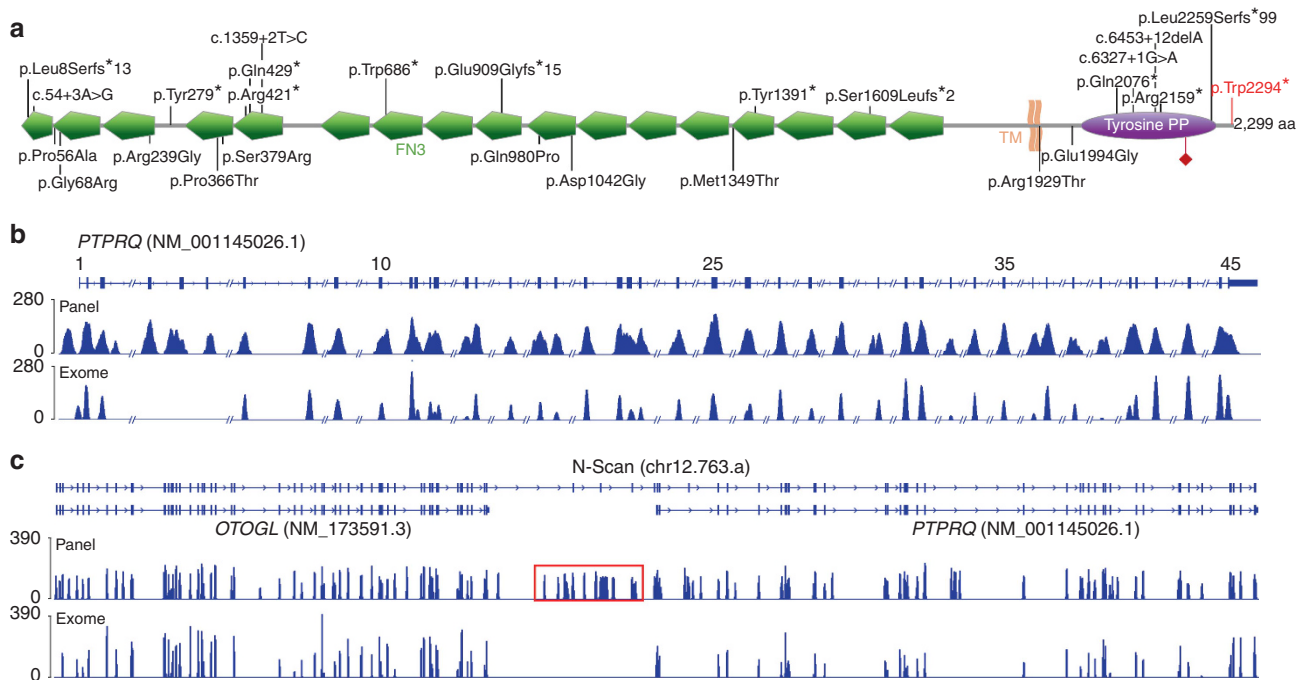 a
p.Leu2259Serfs*99
c.1359+2T>C
c.6453+12delA
c.6327+1G>A
p.Leu8Serfs*13
p.Gln429*
p.Trp686*
p.Glu909Glyfs*15
p.Gln2076*
c.54+3A>G
p.Tyr279*
p.Arg421*
p.Tyr1391*
p.Ser1609Leufs*2
p.Arg2159*
p.Trp2294*
Tyrosine PP
2,299 aa
FN3
TM
p.Pro56Ala
p.Arg239Gly
p.Ser379Arg
p.Gln980Pro
p.Glu1994Gly
p.Gly68Arg
p.Pro366Thr
p.Asp1042Gly
p.Met1349Thr
p.Arg1929Thr
b
PTPRQ (NM_001145026.1)
1 10 25 35 45
280
Panel
0
280
Exome
0
c
N-Scan (chr12.763.a)
OTOGL (NM_173591.3)
PTPRQ (NM_001145026.1)
390
Panel
0
390
Exome
0